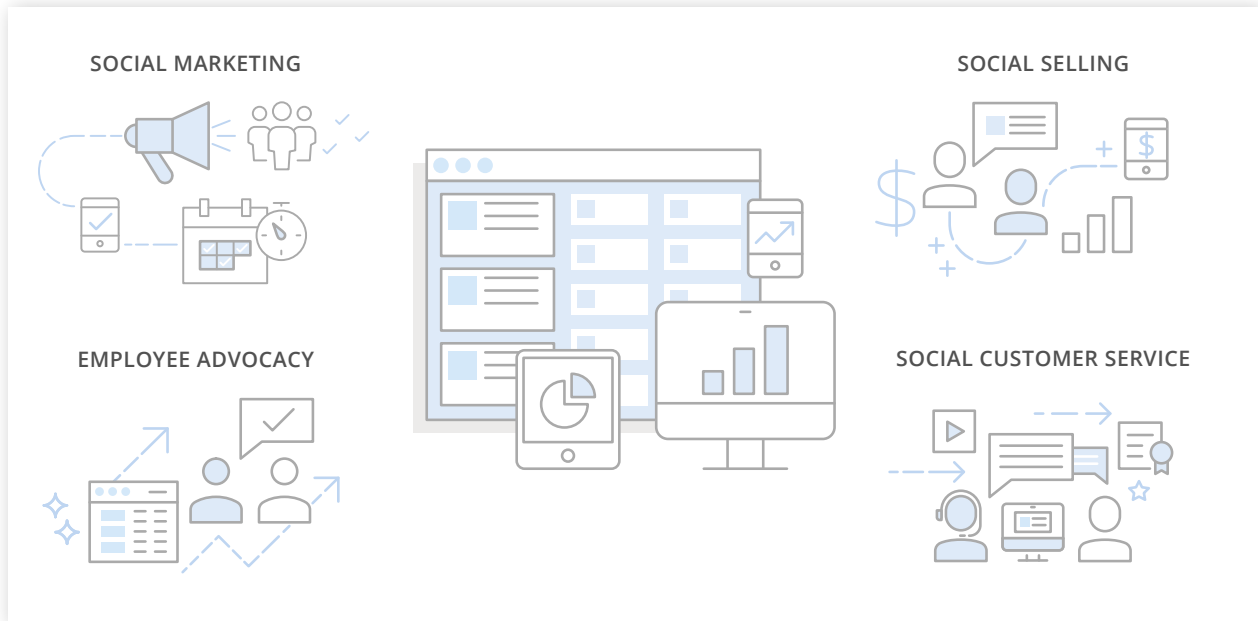 SOCIAL MARKETING
SOCIAL SELLING
$
$
EMPLOYEE ADVOCACY
SOCIAL CUSTOMER SERVICE